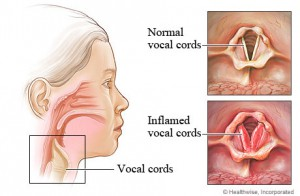 Normal
vocal cords
Inflamed
vocal cords
Vocal cords
© Healthwise, Incorporated